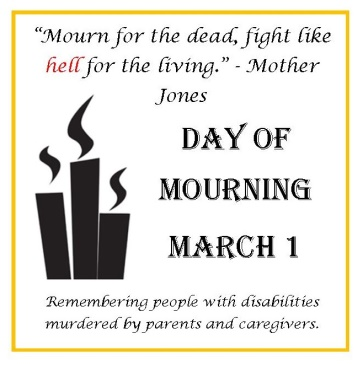 “Mourn for the dead, fight like
hell for the living.” - Mother
Jones
DAY OF
MOURNING
MARCH 1
Remembering people with disabilities
murdered by parents and caregivers.